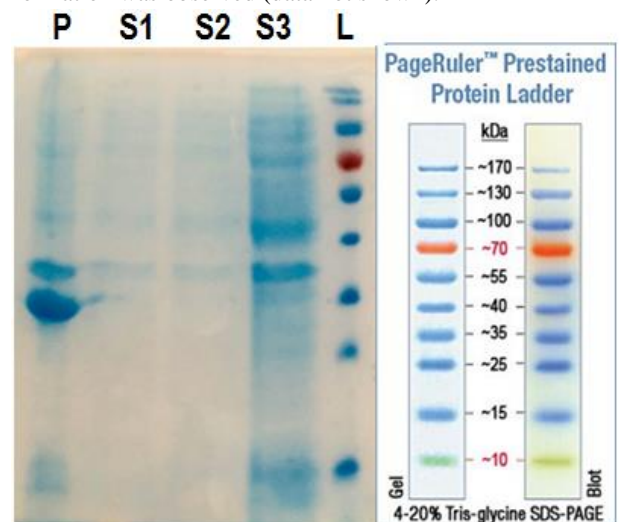 P S1 S2 S3 L
PageRuler™ Prestained
Protein Ladder
kDa
~170
~130
~100
~70
~55
~40
~35
~25
~15
~10
Gel
Blot
4-20% Tris-glycine SDS-PAGE